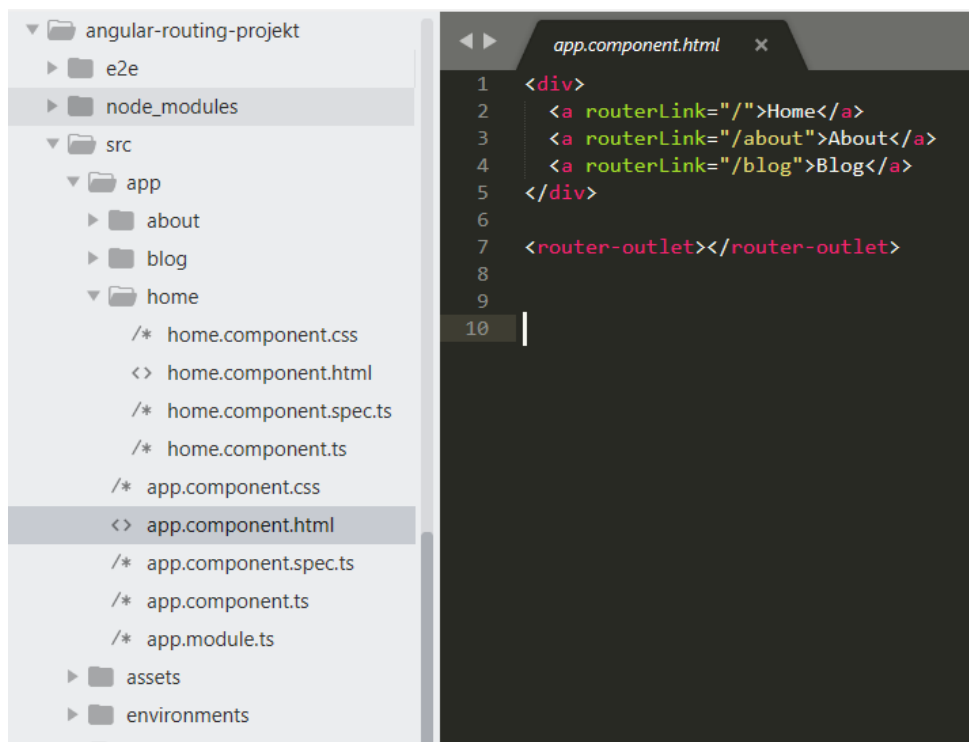 angular-routing-projekt
e2e
node_modules
src
app
about
blog
home
/* home.component.css
<> home.component.html
/* home.component.spec.ts
/* home.component.ts
/* app.component.css
<> app.component.html
/* app.component.spec.ts
/* app.component.ts
/* app.module.ts
assets
environments
app.component.html ×
1 <div>
2   <a routerLink="/">Home</a>
3   <a routerLink="/about">About</a>
4   <a routerLink="/blog">Blog</a>
5 </div>
6
7 <router-outlet></router-outlet>
8
9
10